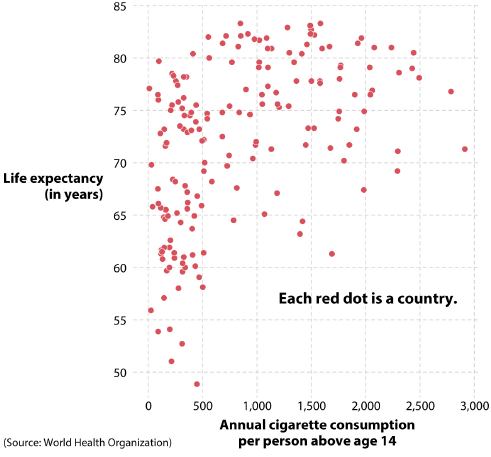 85
80
75
70
65
60
55
50
Life expectancy
(in years)
Each red dot is a country.
0 500 1,000 1,500 2,000 2,500 3,000
Annual cigarette consumption
per person above age 14
(Source: World Health Organization)